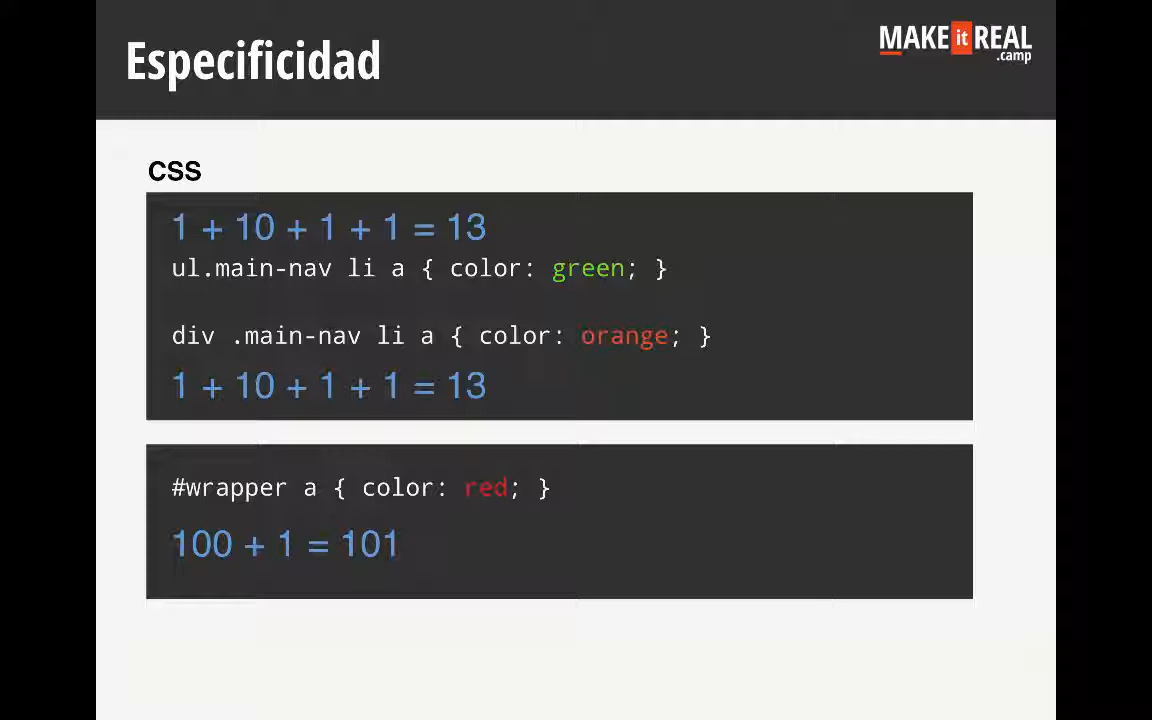 Especificidad
MAKE it REAL
.camp
CSS
1 + 10 + 1 + 1 = 13
ul.main-nav li a { color: green; }
div .main-nav li a { color: orange; }
1 + 10 + 1 + 1 = 13
#wrapper a { color: red; }
100 + 1 = 101